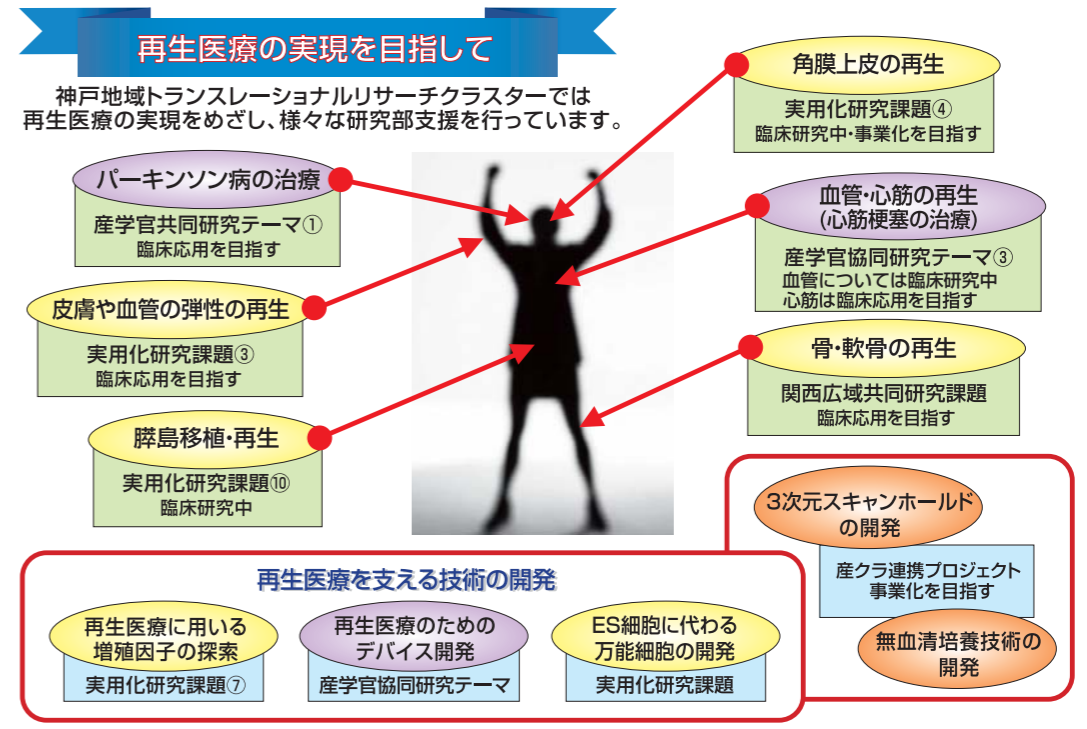 再生医療の実現を目指して
神戸地域トランスレーショナルリサーチクラスターでは
再生医療の実現をめざし、様々な研究部支援を行っています。
パーキンソン病の治療
産学官共同研究テーマ①
臨床応用を目指す
皮膚や血管の弾性の再生
実用化研究課題③
臨床応用を目指す
膵島移植・再生
実用化研究課題⑩
臨床研究中
角膜上皮の再生
実用化研究課題④
臨床研究中・事業化を目指す
血管・心筋の再生
(心筋梗塞の治療)
産学官協同研究テーマ③
血管については臨床研究中
心筋は臨床応用を目指す
骨・軟骨の再生
関西広域共同研究課題
臨床応用を目指す
再生医療を支える技術の開発
再生医療に用いる
増殖因子の探索
実用化研究課題⑦
再生医療のための
デバイス開発
産学官協同研究テーマ
ES細胞に代わる
万能細胞の開発
実用化研究課題
3次元スキャンホールド
の開発
産クラ連携プロジェクト
事業化を目指す
無血清培養技術の
開発